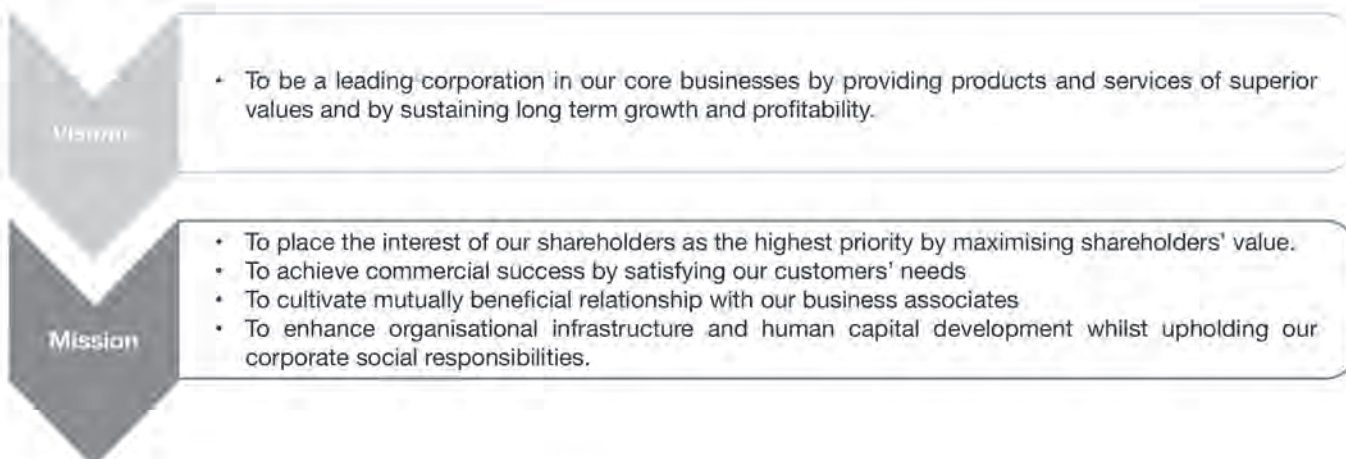 Vision
• To be a leading corporation in our core businesses by providing products and services of superior
values and by sustaining long term growth and profitability.
Mission
• To place the interest of our shareholders as the highest priority by maximising shareholders' value.
• To achieve commercial success by satisfying our customers' needs
• To cultivate mutually beneficial relationship with our business associates
• To enhance organisational infrastructure and human capital development whilst upholding our
corporate social responsibilities.